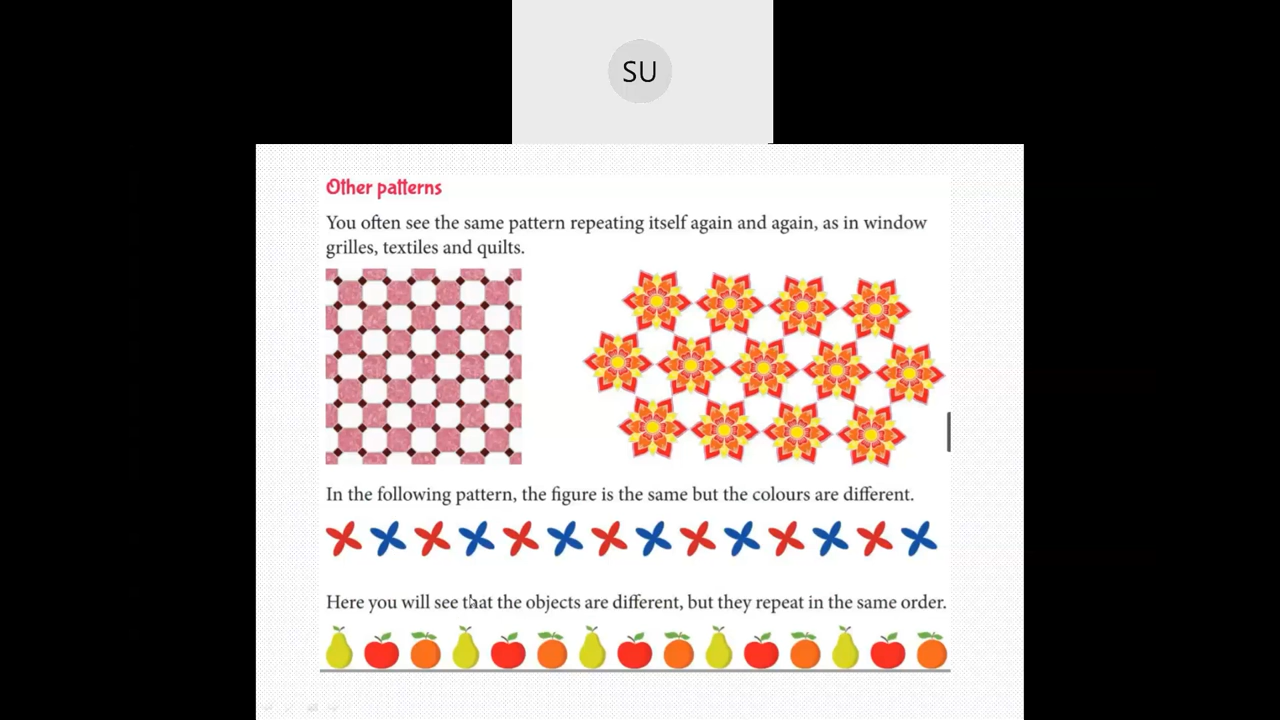 SU
Other patterns
You often see the same pattern repeating itself again and again, as in window
grilles, textiles and quilts.
In the following pattern, the figure is the same but the colours are different.
Here you will see that the objects are different, but they repeat in the same order.